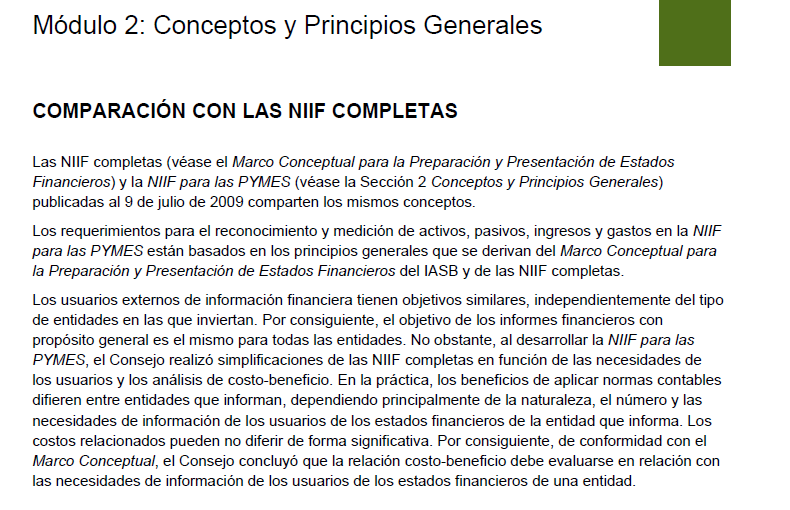 Módulo 2: Conceptos y Principios Generales
COMPARACIÓN CON LAS NIIF COMPLETAS
Las NIIF completas (véase el Marco Conceptual para la Preparación y Presentación de Estados
Financieros) y la NIIF para las PYMES (véase la Sección 2 Conceptos y Principios Generales)
publicadas al 9 de julio de 2009 comparten los mismos conceptos.
Los requerimientos para el reconocimiento y medición de activos, pasivos, ingresos y gastos en la NIIF
para las PYMES están basados en los principios generales que se derivan del Marco Conceptual para
la Preparación y Presentación de Estados Financieros del IASB y de las NIIF completas.
Los usuarios externos de información financiera tienen objetivos similares, independientemente del tipo
de entidades en las que inviertan. Por consiguiente, el objetivo de los informes financieros con
propósito general es el mismo para todas las entidades. No obstante, al desarrollar la NIIF para las
PYMES, el Consejo realizó simplificaciones de las NIIF completas en función de las necesidades de
los usuarios y los análisis de costo-beneficio. En la práctica, los beneficios de aplicar normas contables
difieren entre entidades que informan, dependiendo principalmente de la naturaleza, el número y las
necesidades de información de los usuarios de los estados financieros de la entidad que informa. Los
costos relacionados pueden no diferir de forma significativa. Por consiguiente, de conformidad con el
Marco Conceptual, el Consejo concluyó que la relación costo-beneficio debe evaluarse en relación con
las necesidades de información de los usuarios de los estados financieros de una entidad.